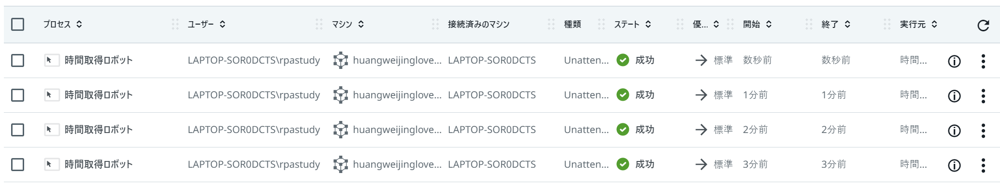 プロセス ユーザー マシン 接続済みのマシン 種類 ステート 優... 開始 終了 実行元
時間取得ロボット LAPTOP-SOR0DCTS\rpastudy huangweijinglove... LAPTOP-SOR0DCTS Unatten... 成功 標準 数秒前 数秒前 時間...
時間取得ロボット LAPTOP-SOR0DCTS\rpastudy huangweijinglove... LAPTOP-SOR0DCTS Unatten... 成功 標準 1分前 1分前 時間...
時間取得ロボット LAPTOP-SOR0DCTS\rpastudy huangweijinglove... LAPTOP-SOR0DCTS Unatten... 成功 標準 2分前 2分前 時間...
時間取得ロボット LAPTOP-SOR0DCTS\rpastudy huangweijinglove... LAPTOP-SOR0DCTS Unatten... 成功 標準 3分前 3分前 時間...